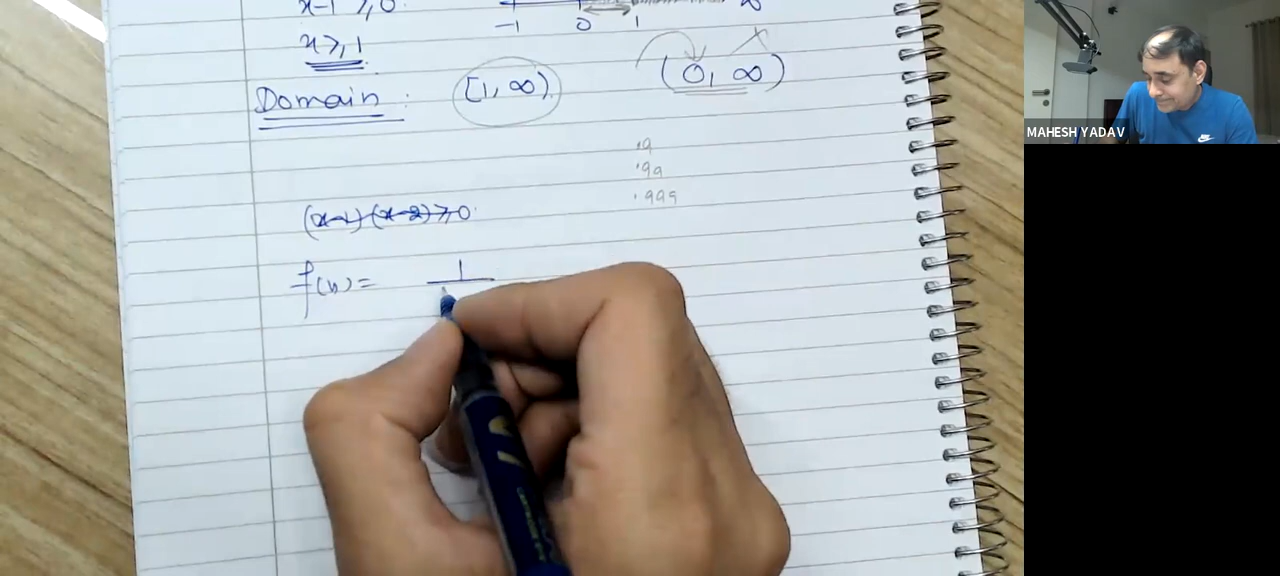 x-1 ≥ 0
-1 0 1 ∞
x ≥ 1
(0, ∞)
Domain : [1, ∞)
.9
.99
.999
(x-1)(x-2) ≥ 0
f(x) = 1
MAHESH YADAV